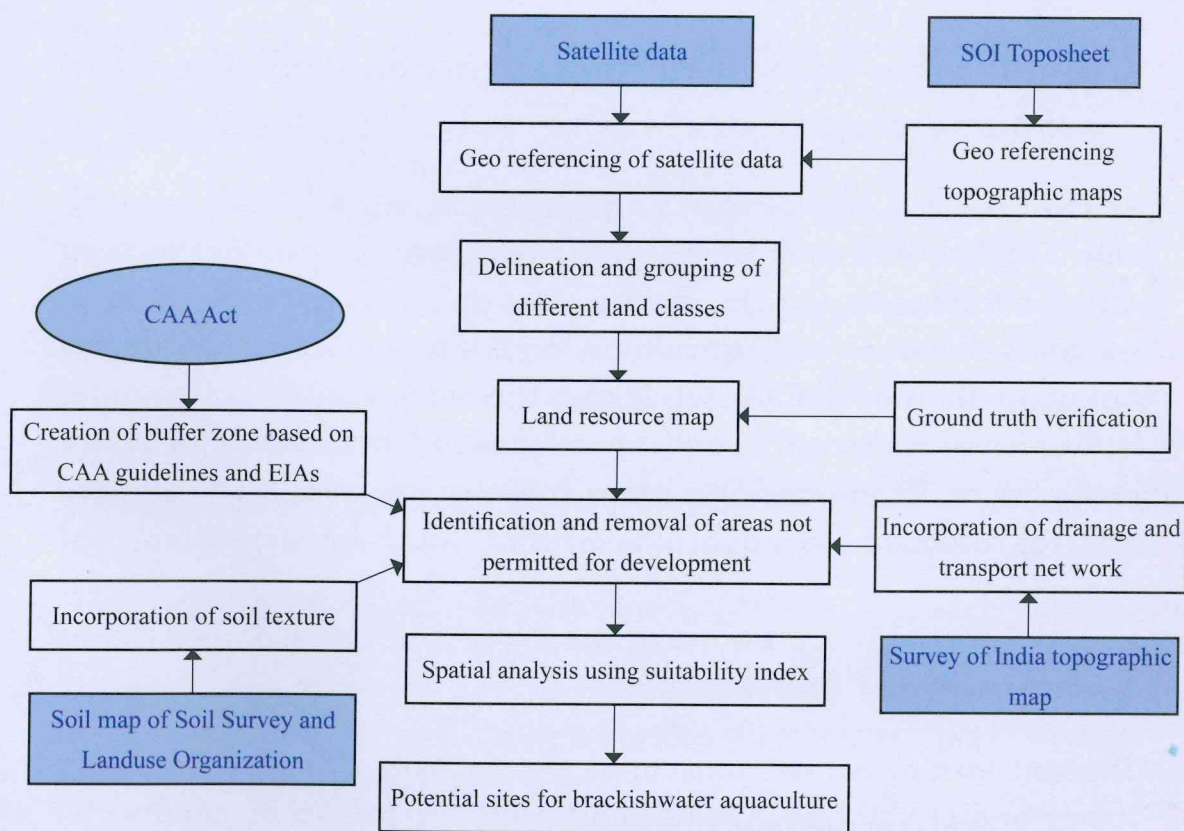 Satellite data
SOI Toposheet
Geo referencing of satellite data
Geo referencing
topographic maps
Delineation and grouping of
different land classes
CAA Act
Land resource map
Ground truth verification
Creation of buffer zone based on
CAA guidelines and EIAs
Identification and removal of areas not
permitted for development
Incorporation of drainage and
transport net work
Incorporation of soil texture
Spatial analysis using suitability index
Survey of India topographic
map
Soil map of Soil Survey and
Landuse Organization
Potential sites for brackishwater aquaculture